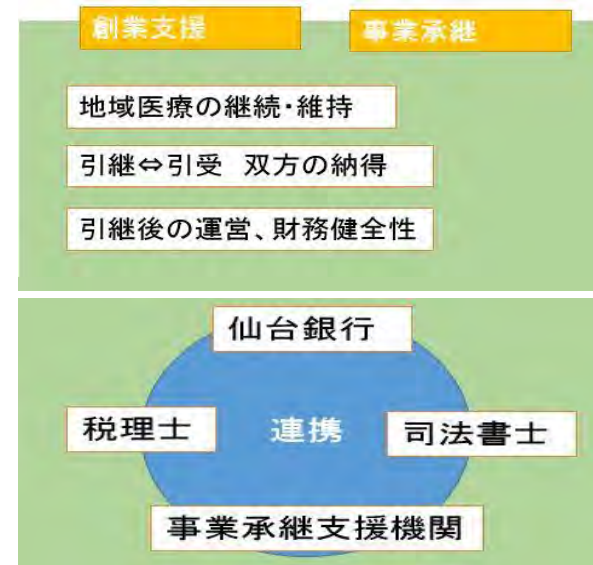 創業支援
事業承継
地域医療の継続・維持
引継⇔引受 双方の納得
引継後の運営、財務健全性
仙台銀行
税理士
連携
司法書士
事業承継支援機関